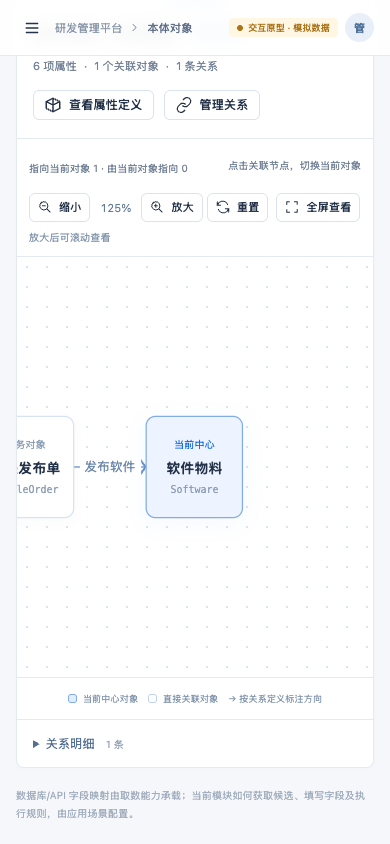 研发管理平台 > 本体对象 交互原型 · 模拟数据 管
6 项属性 · 1 个关联对象 · 1 条关系
查看属性定义 管理关系
指向当前对象 1 · 由当前对象指向 0 点击关联节点，切换当前对象
缩小 125% 放大 重置 全屏查看
放大后可滚动查看
务对象
发布单
leOrder
发布软件
当前中心
软件物料
Software
当前中心对象 直接关联对象 → 按关系定义标注方向
▶ 关系明细 1 条
数据库/API 字段映射由取数能力承载；当前模块如何获取候选、填写字段及执
行规则，由应用场景配置。